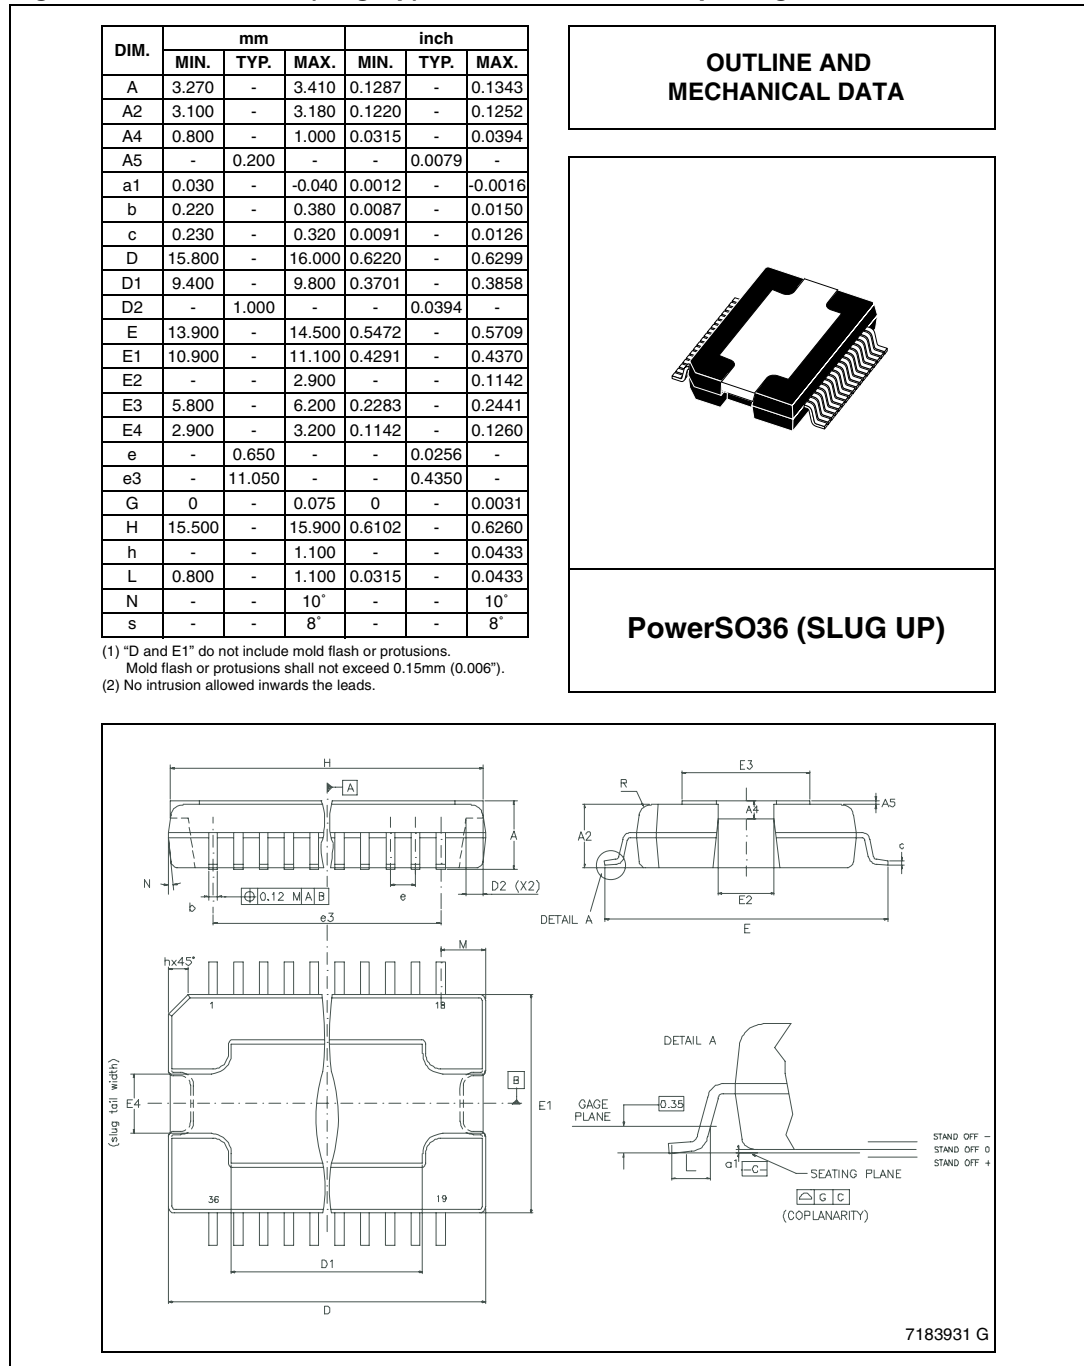 DIM. mm inch
MIN. TYP. MAX. MIN. TYP. MAX.
A 3.270 - 3.410 0.1287 - 0.1343
A2 3.100 - 3.180 0.1220 - 0.1252
A4 0.800 - 1.000 0.0315 - 0.0394
A5 - 0.200 - - 0.0079 -
a1 0.030 - -0.040 0.0012 - -0.0016
b 0.220 - 0.380 0.0087 - 0.0150
c 0.230 - 0.320 0.0091 - 0.0126
D 15.800 - 16.000 0.6220 - 0.6299
D1 9.400 - 9.800 0.3701 - 0.3858
D2 - 1.000 - - 0.0394 -
E 13.900 - 14.500 0.5472 - 0.5709
E1 10.900 - 11.100 0.4291 - 0.4370
E2 - - 2.900 - - 0.1142
E3 5.800 - 6.200 0.2283 - 0.2441
E4 2.900 - 3.200 0.1142 - 0.1260
e - 0.650 - - 0.0256 -
e3 - 11.050 - - 0.4350 -
G 0 - 0.075 0 - 0.0031
H 15.500 - 15.900 0.6102 - 0.6260
h - - 1.100 - - 0.0433
L 0.800 - 1.100 0.0315 - 0.0433
N - - 10˚ - - 10˚
s - - 8˚ - - 8˚
(1) “D and E1” do not include mold flash or protusions.
Mold flash or protusions shall not exceed 0.15mm (0.006”).
(2) No intrusion allowed inwards the leads.
OUTLINE AND
MECHANICAL DATA
PowerSO36 (SLUG UP)
H
A
A
N
b
0.12 M A B
e
D2 (X2)
e3
E3
R
A4
A5
A2
c
E2
DETAIL A
E
M
hx45°
1
18
(slug tail width)
E4
B
E1
36
19
D1
D
DETAIL A
GAGE
PLANE
0.35
L
a1
-C-
SEATING PLANE
G C
(COPLANARITY)
STAND OFF -
STAND OFF 0
STAND OFF +
7183931 G